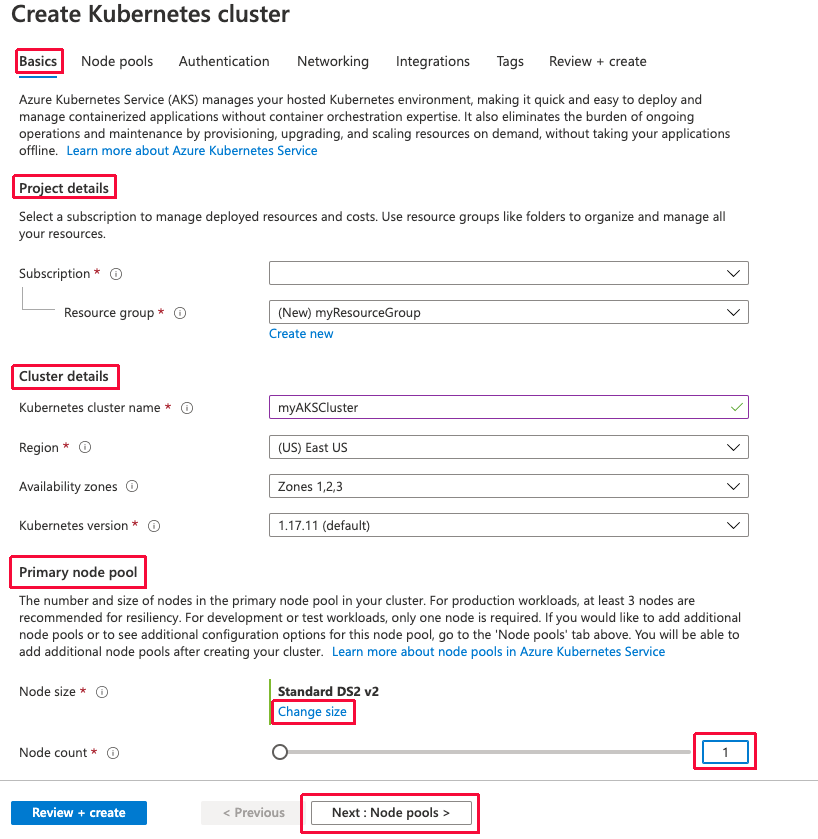 Create Kubernetes cluster
Basics Node pools Authentication Networking Integrations Tags Review + create
Azure Kubernetes Service (AKS) manages your hosted Kubernetes environment, making it quick and easy to deploy and
manage containerized applications without container orchestration expertise. It also eliminates the burden of ongoing
operations and maintenance by provisioning, upgrading, and scaling resources on demand, without taking your applications
offline. Learn more about Azure Kubernetes Service
Project details
Select a subscription to manage deployed resources and costs. Use resource groups like folders to organize and manage all
your resources.
Subscription *
Resource group * (New) myResourceGroup
Create new
Cluster details
Kubernetes cluster name * myAKSCluster
Region * (US) East US
Availability zones Zones 1,2,3
Kubernetes version * 1.17.11 (default)
Primary node pool
The number and size of nodes in the primary node pool in your cluster. For production workloads, at least 3 nodes are
recommended for resiliency. For development or test workloads, only one node is required. If you would like to add additional
node pools or to see additional configuration options for this node pool, go to the 'Node pools' tab above. You will be able to
add additional node pools after creating your cluster. Learn more about node pools in Azure Kubernetes Service
Node size * Standard DS2 v2
Change size
Node count * 1
Review + create < Previous Next : Node pools >